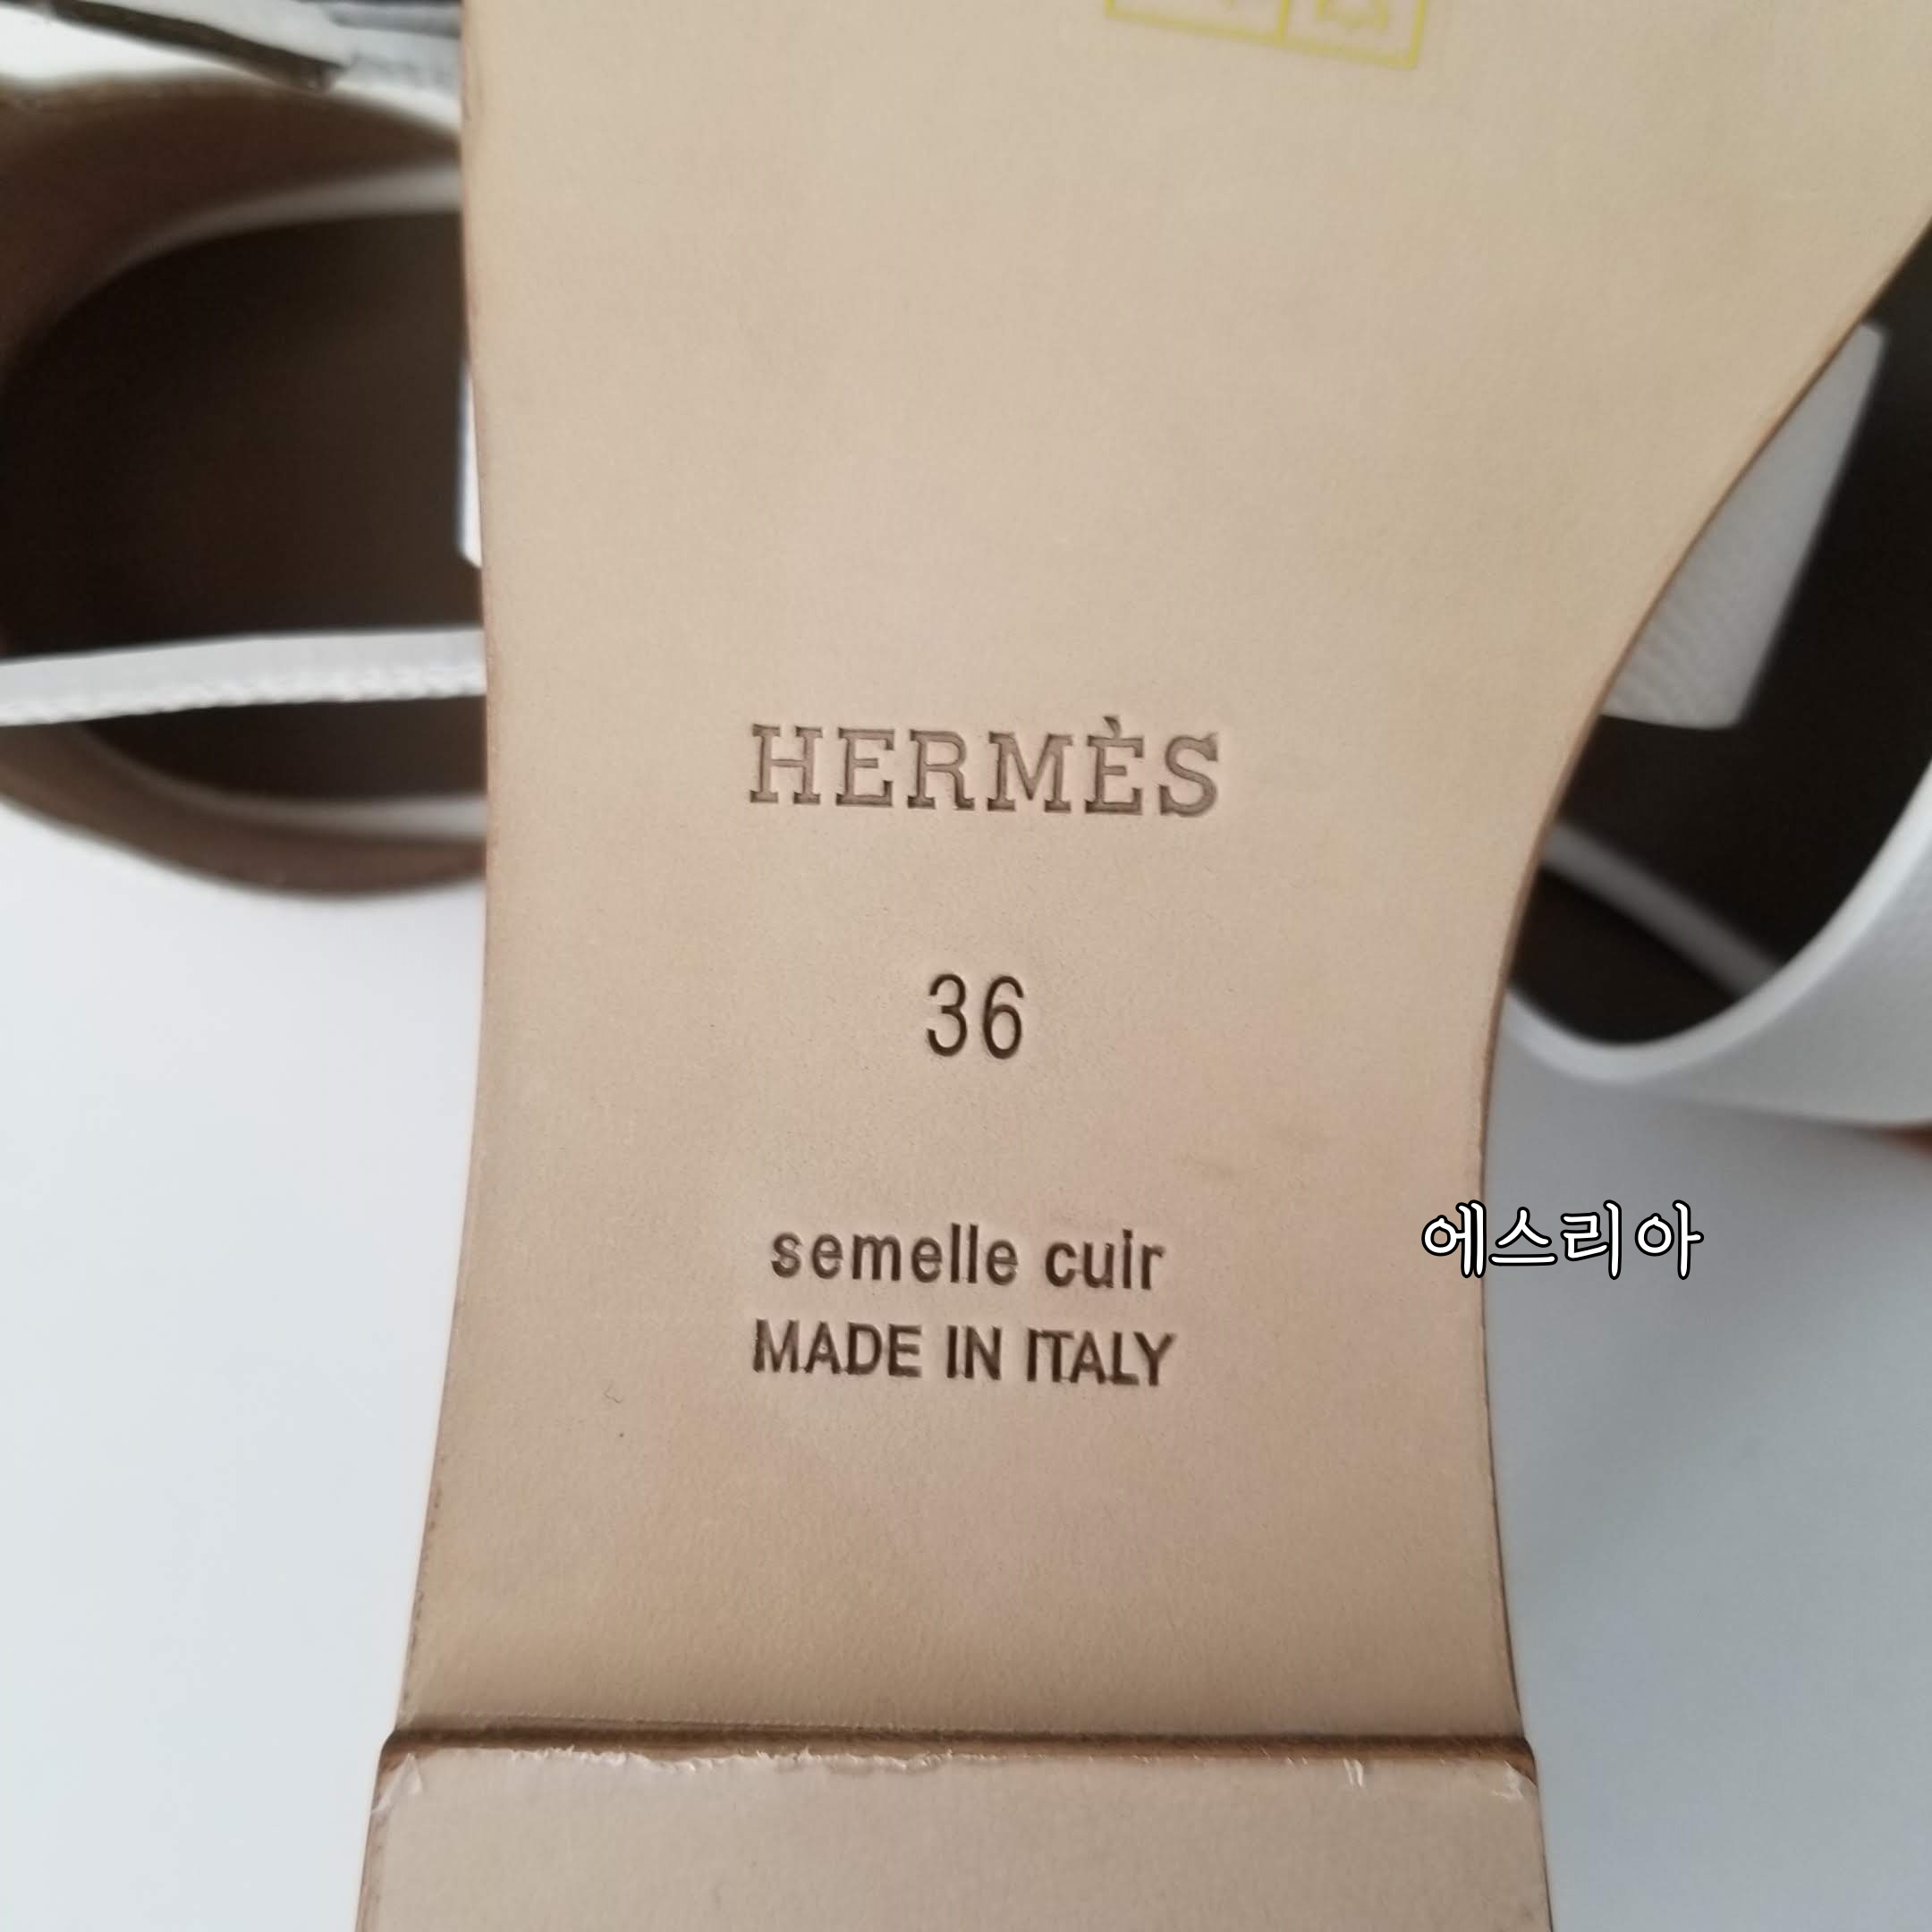 HERMÈS
36
semelle cuir
에스리아
MADE IN ITALY